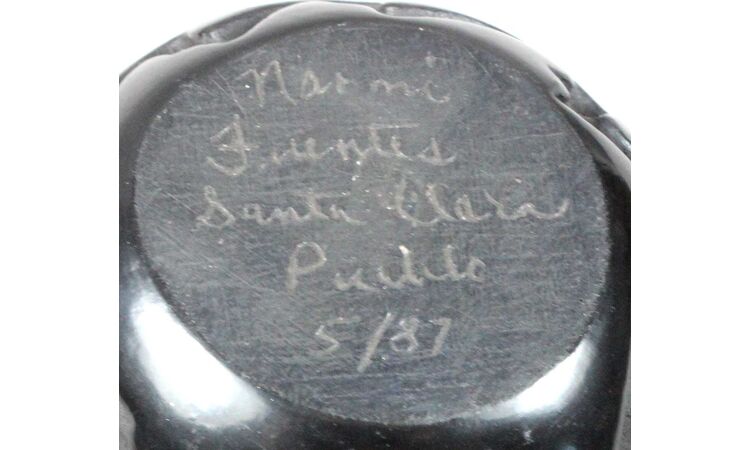 Naomi
Fuentes
Santa Clara
Pueblo
5/87